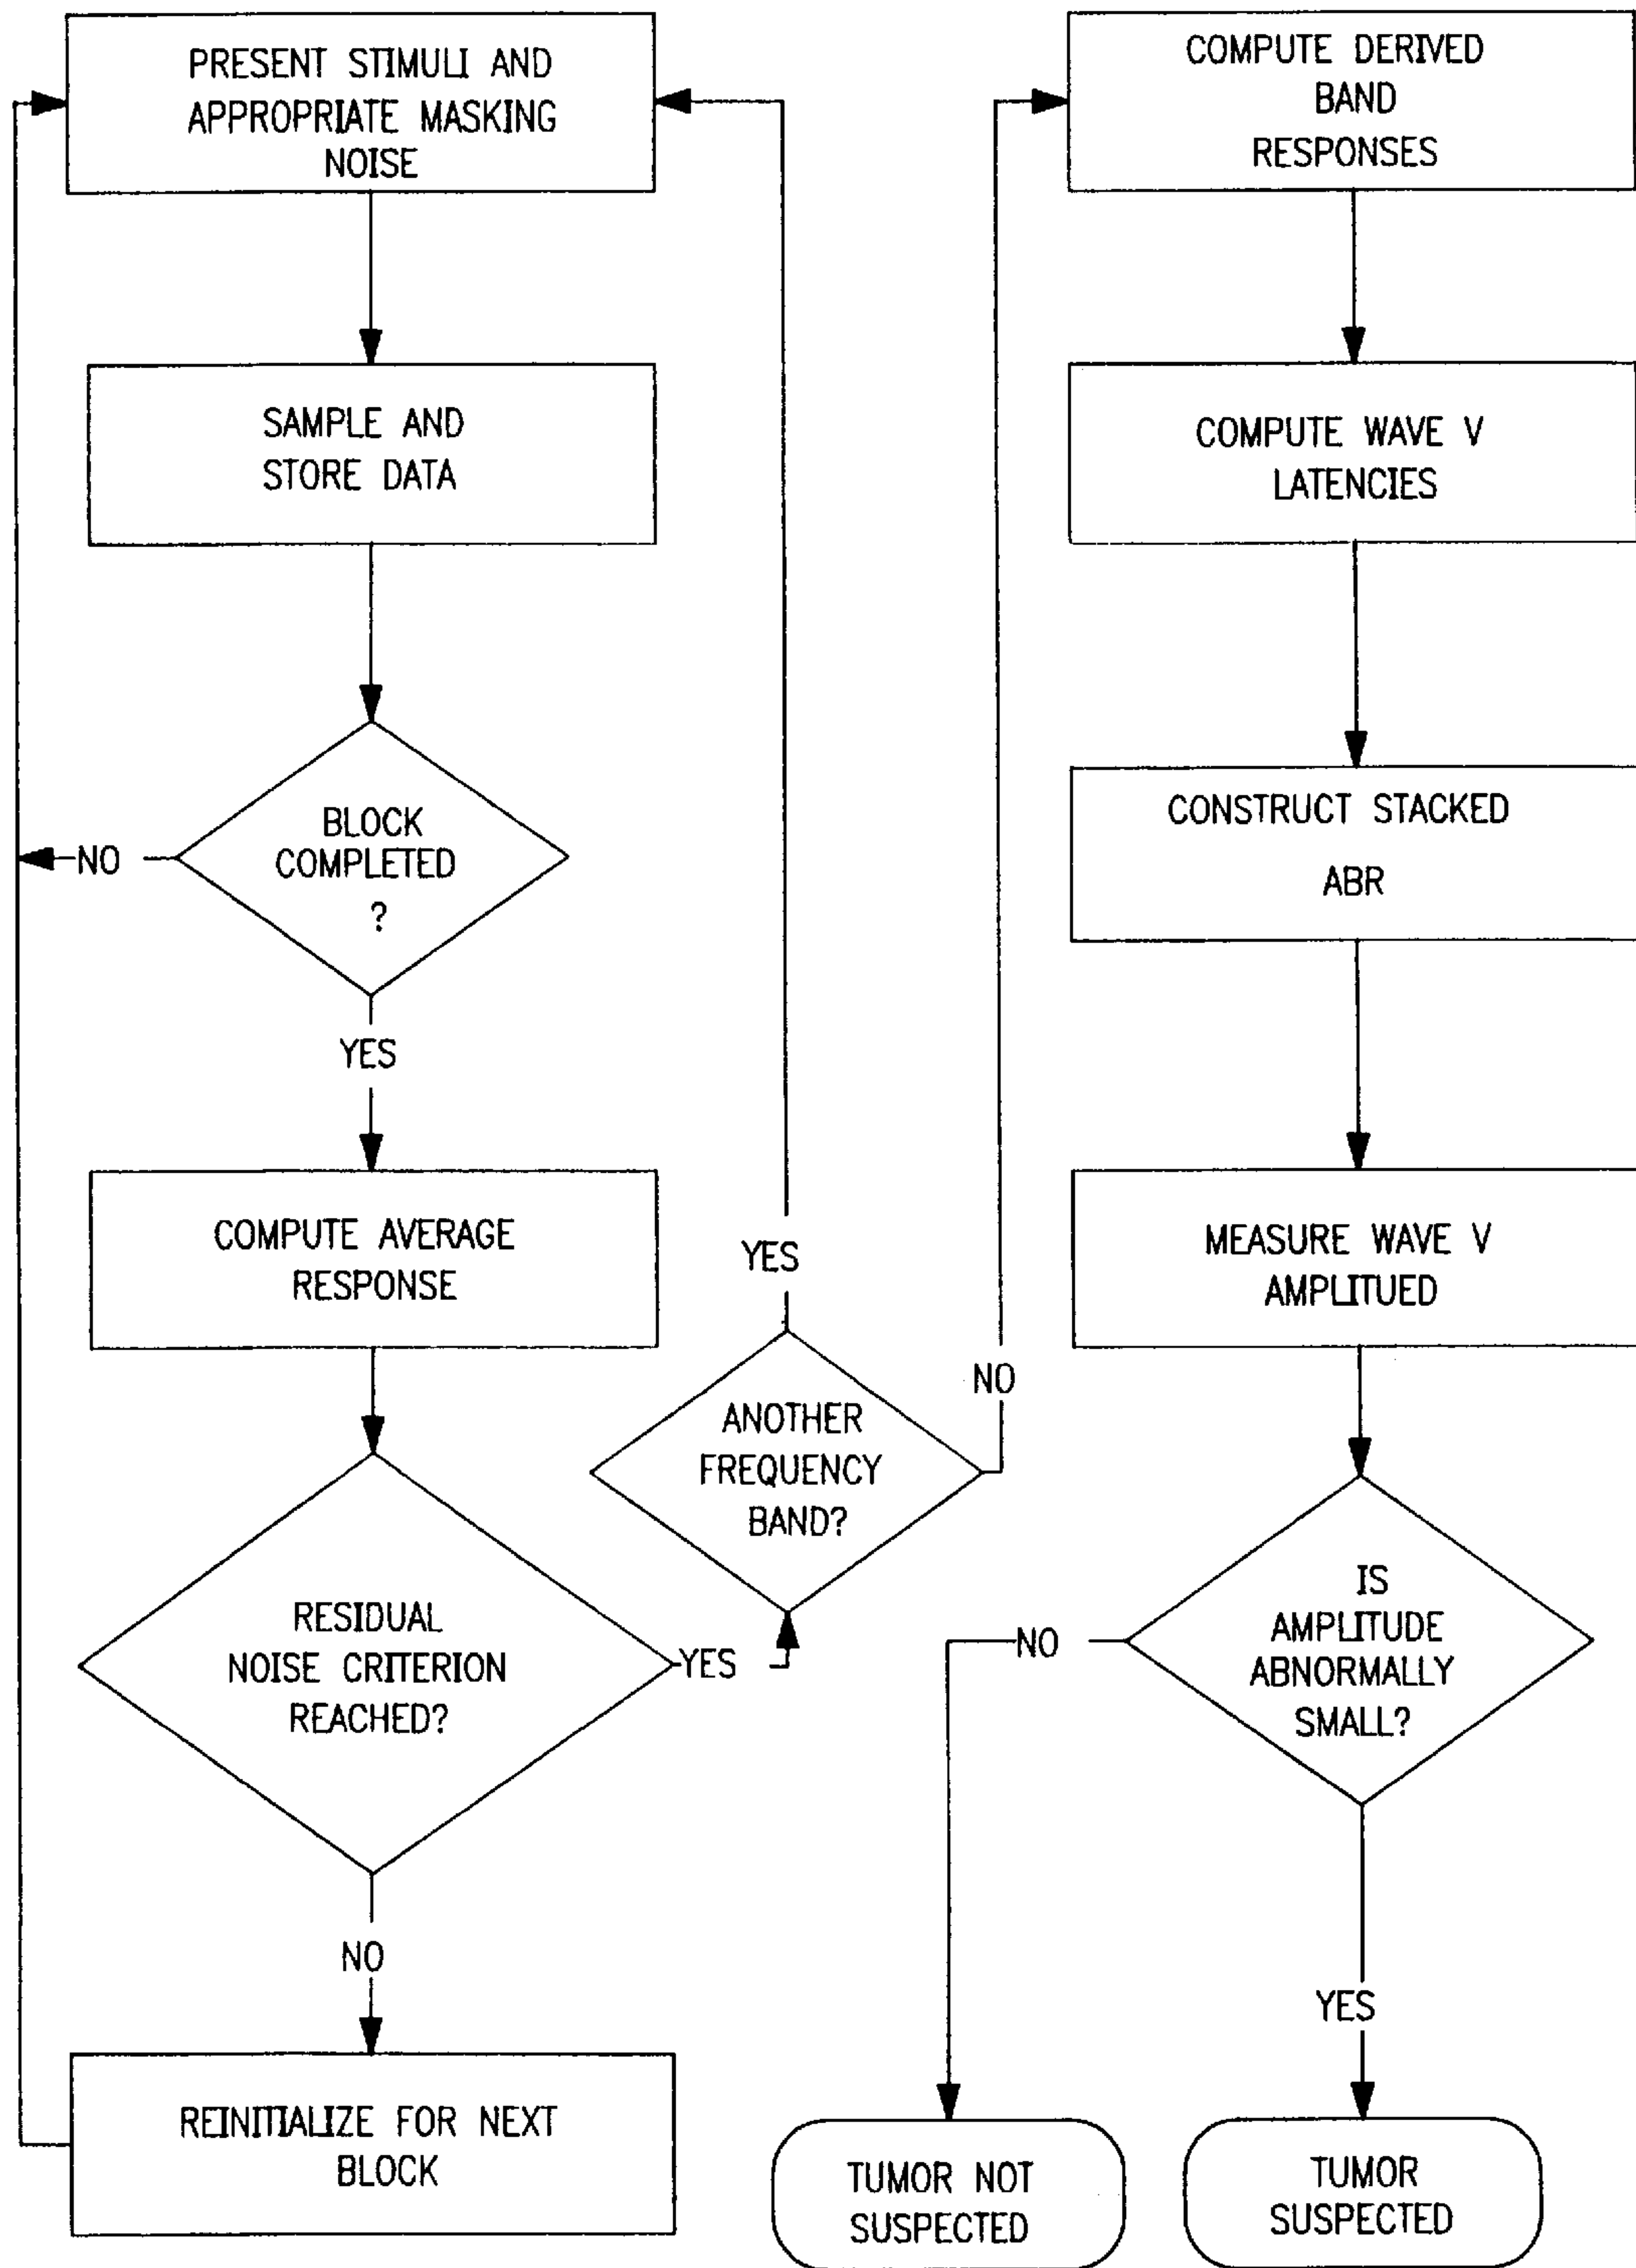 PRESENT STIMULI AND
APPROPRIATE MASKING
NOISE
SAMPLE AND
STORE DATA
BLOCK
COMPLETED
?
NO
YES
COMPUTE AVERAGE
RESPONSE
RESIDUAL
NOISE CRITERION
REACHED?
YES
NO
REINITIALIZE FOR NEXT
BLOCK
ANOTHER
FREQUENCY
BAND?
YES
NO
COMPUTE DERIVED
BAND
RESPONSES
COMPUTE WAVE V
LATENCIES
CONSTRUCT STACKED
ABR
MEASURE WAVE V
AMPLITUED
IS
AMPLITUDE
ABNORMALLY
SMALL?
NO
YES
TUMOR NOT
SUSPECTED
TUMOR
SUSPECTED